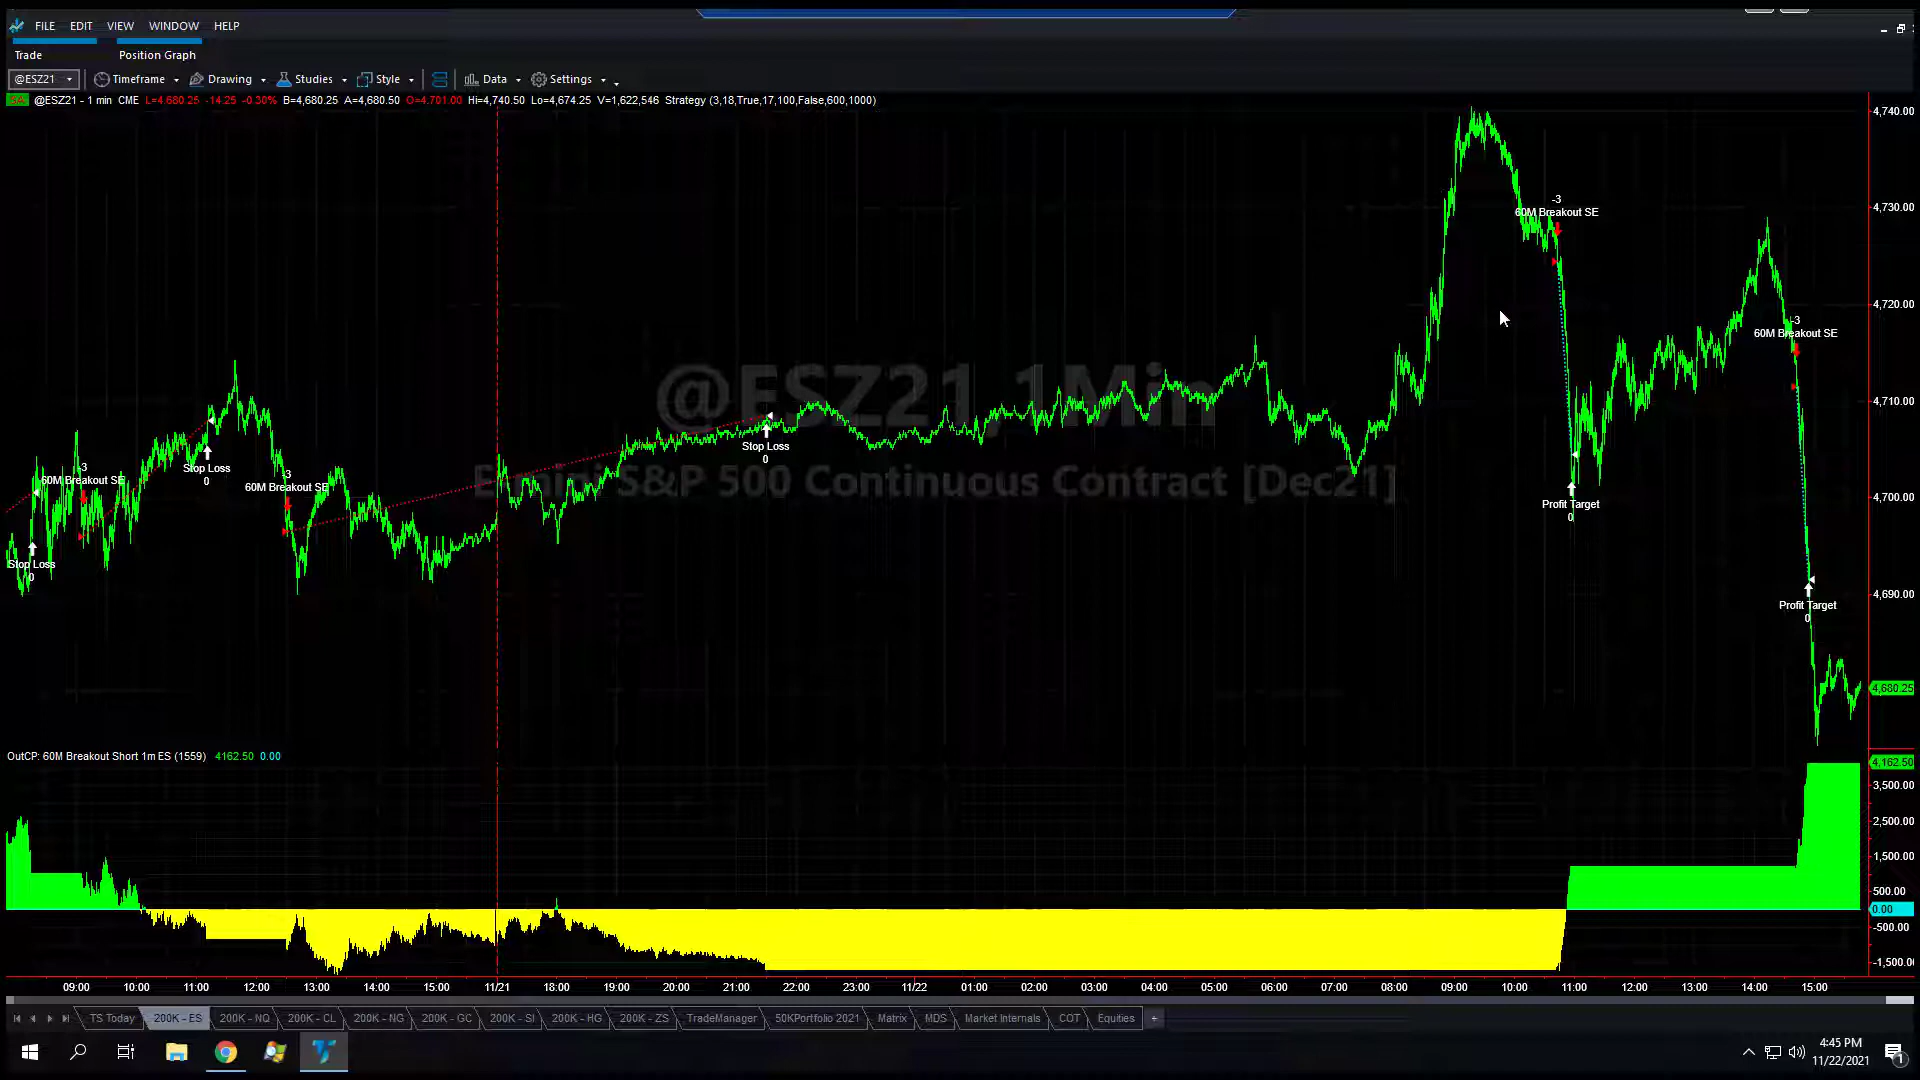 FILE EDIT VIEW WINDOW HELP
Trade Position Graph
@ESZ21 Timeframe Drawing Studies Style Data Settings
@ESZ21 - 1 min CME L=4,680.25 -14.25 -0.30% B=4,680.25 A=4,680.50 O=4,701.00 Hi=4,740.50 Lo=4,674.25 V=1,622,546 Strategy (3,18,True,17,100,False,600,1000)
4,740.00
-3
60M Breakout SE
4,730.00
4,720.00
-3
60M Breakout SE
@ESZ21, 1Min
4,710.00
Stop Loss
0
Stop Loss
0
-3
60M Breakout SE
-3
60M Breakout SE
E-mini S&P 500 Continuous Contract [Dec21]
4,700.00
Profit Target
0
Stop Loss
0
4,690.00
Profit Target
0
4,680.25
OutCP: 60M Breakout Short 1m ES (1559) 4162.50 0.00
4,162.50
3,500.00
2,500.00
1,500.00
500.00
0.00
-500.00
-1,500.00
09:00 10:00 11:00 12:00 13:00 14:00 15:00 11/21 18:00 19:00 20:00 21:00 22:00 23:00 11/22 01:00 02:00 03:00 04:00 05:00 06:00 07:00 08:00 09:00 10:00 11:00 12:00 13:00 14:00 15:00
TS Today 200K - ES 200K - NQ 200K - CL 200K - NG 200K - GC 200K - SI 200K - HG 200K - ZS TradeManager 50KPortfolio 2021 Matrix MDS Market Internals COT Equities +
4:45 PM
11/22/2021
1